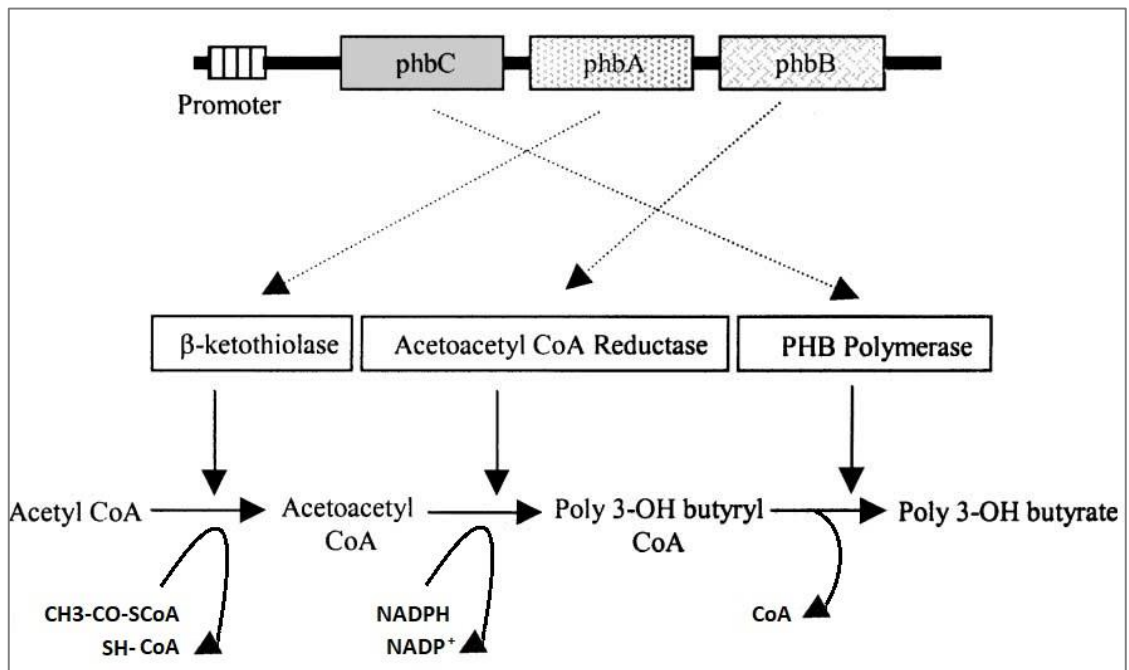 phbC
phbA
phbB
Promoter
β-ketothiolase
Acetoacetyl CoA Reductase
PHB Polymerase
Acetyl CoA
Acetoacetyl
CoA
Poly 3-OH butyryl
CoA
Poly 3-OH butyrate
CH3-CO-SCoA
SH- CoA
NADPH
NADP⁺
CoA